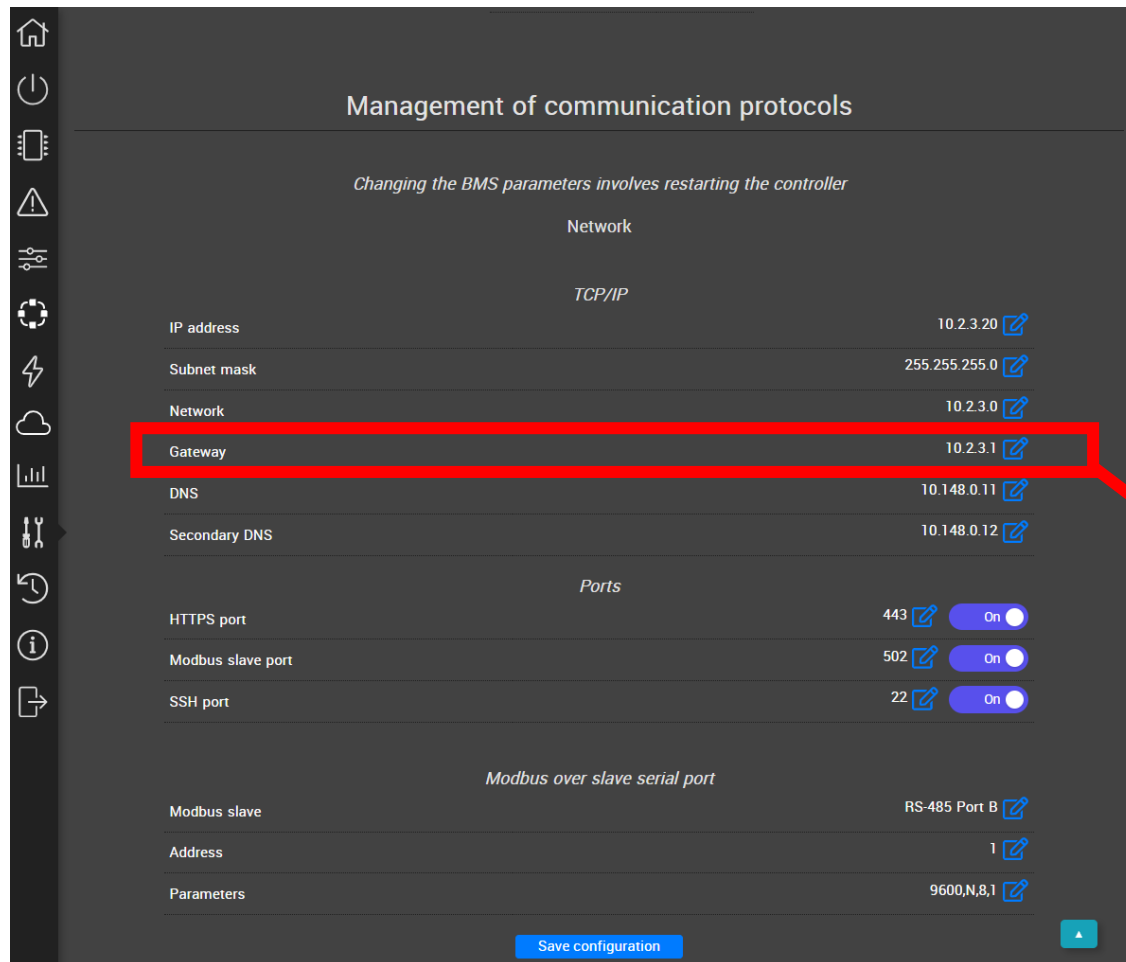 Management of communication protocols
Changing the BMS parameters involves restarting the controller
Network
TCP/IP
IP address 10.2.3.20
Subnet mask 255.255.255.0
Network 10.2.3.0
Gateway 10.2.3.1
DNS 10.148.0.11
Secondary DNS 10.148.0.12
Ports
HTTPS port 443 On
Modbus slave port 502 On
SSH port 22 On
Modbus over slave serial port
Modbus slave RS-485 Port B
Address 1
Parameters 9600,N,8,1
Save configuration